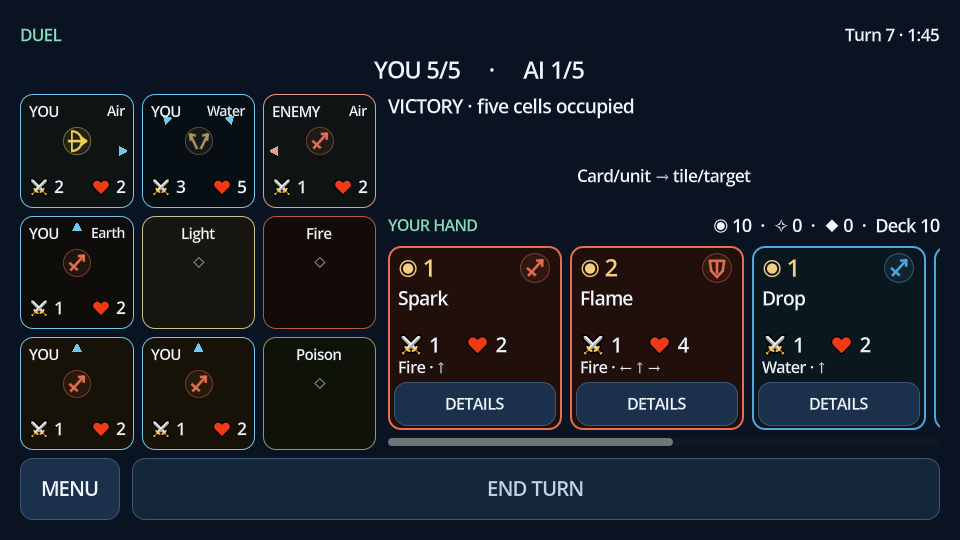 DUEL
Turn 7 · 1:45
YOU 5/5 · AI 1/5
YOU Air
2 2
YOU Water
3 5
ENEMY Air
1 2
YOU Earth
1 2
Light
Fire
YOU
1 2
YOU
1 2
Poison
VICTORY · five cells occupied
Card/unit → tile/target
YOUR HAND
◉ 10 · ✧ 0 · ◆ 0 · Deck 10
◉ 1
Spark
1 2
Fire · ↑
DETAILS
◉ 2
Flame
1 4
Fire · ← ↑ →
DETAILS
◉ 1
Drop
1 2
Water · ↑
DETAILS
MENU
END TURN